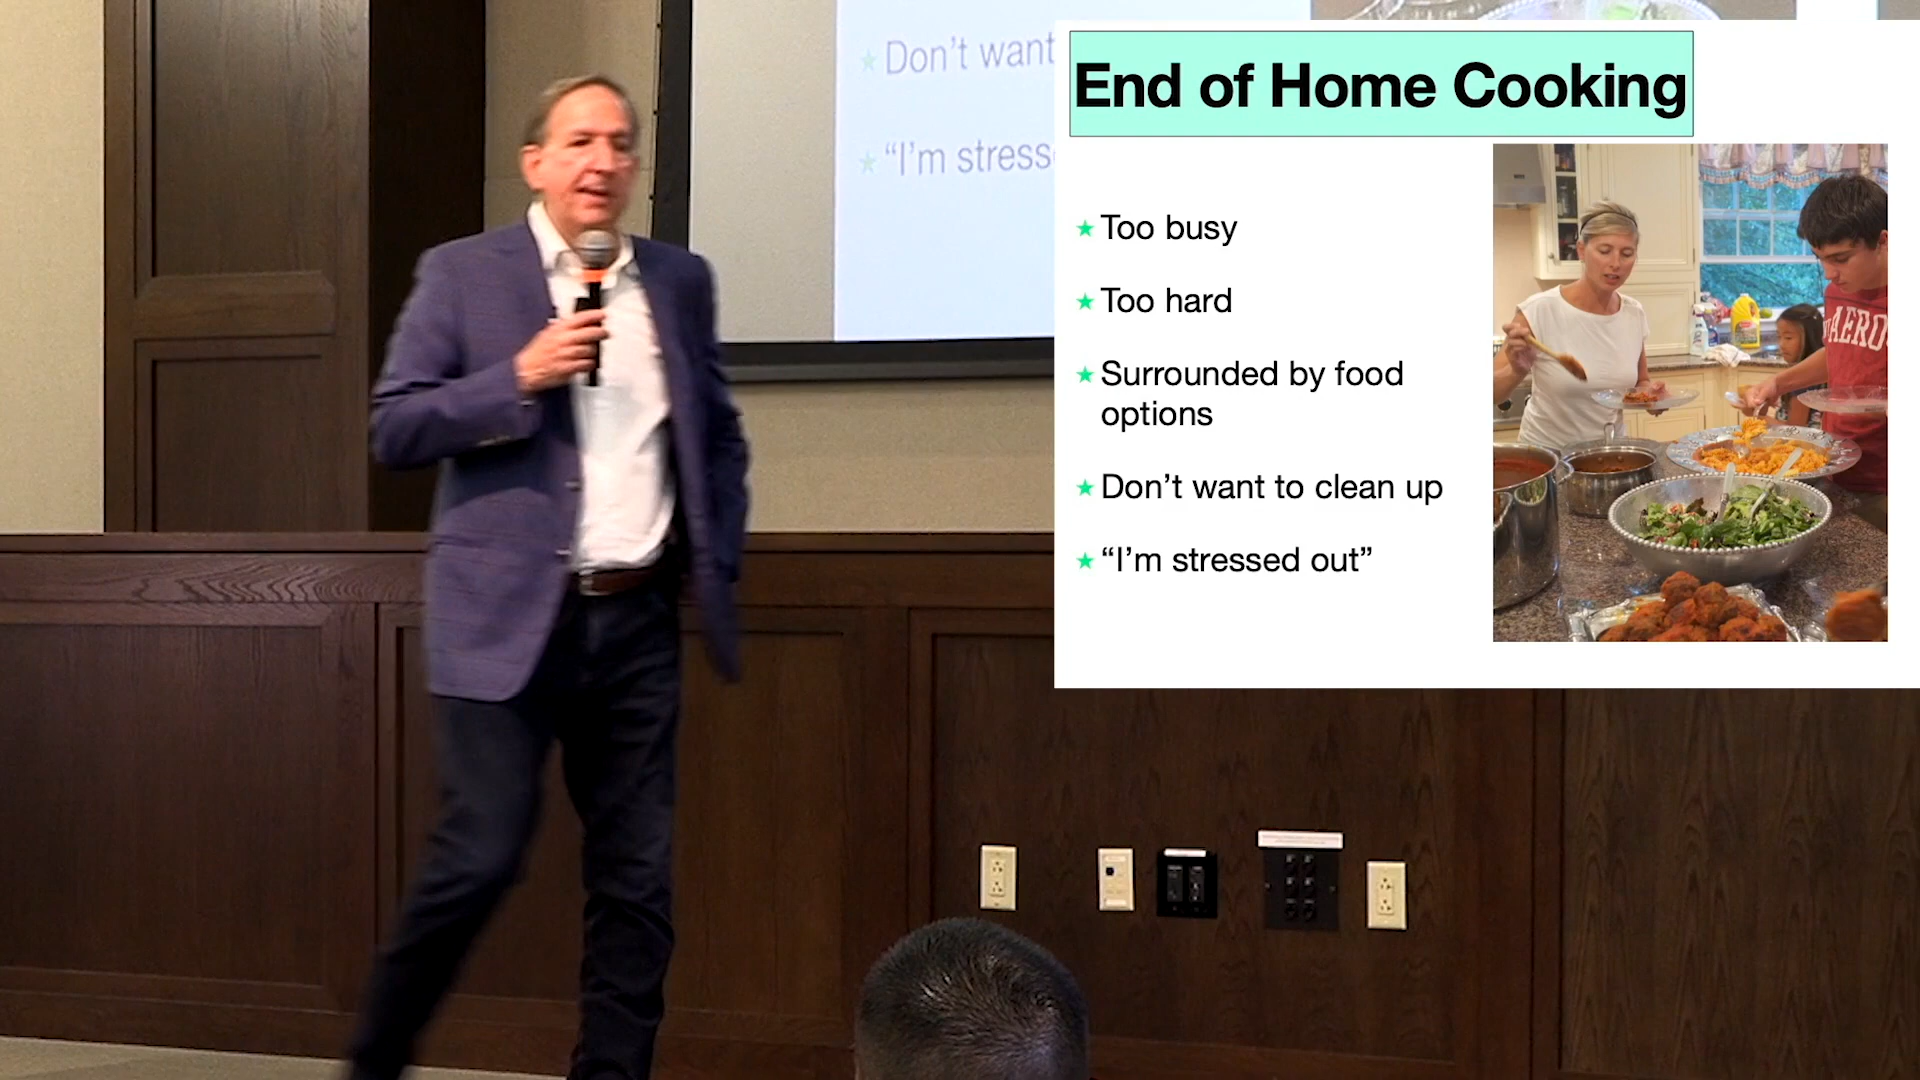 Don't want
"I'm stress
End of Home Cooking
★ Too busy
★ Too hard
★ Surrounded by food
options
★ Don't want to clean up
★ "I'm stressed out"
AERO